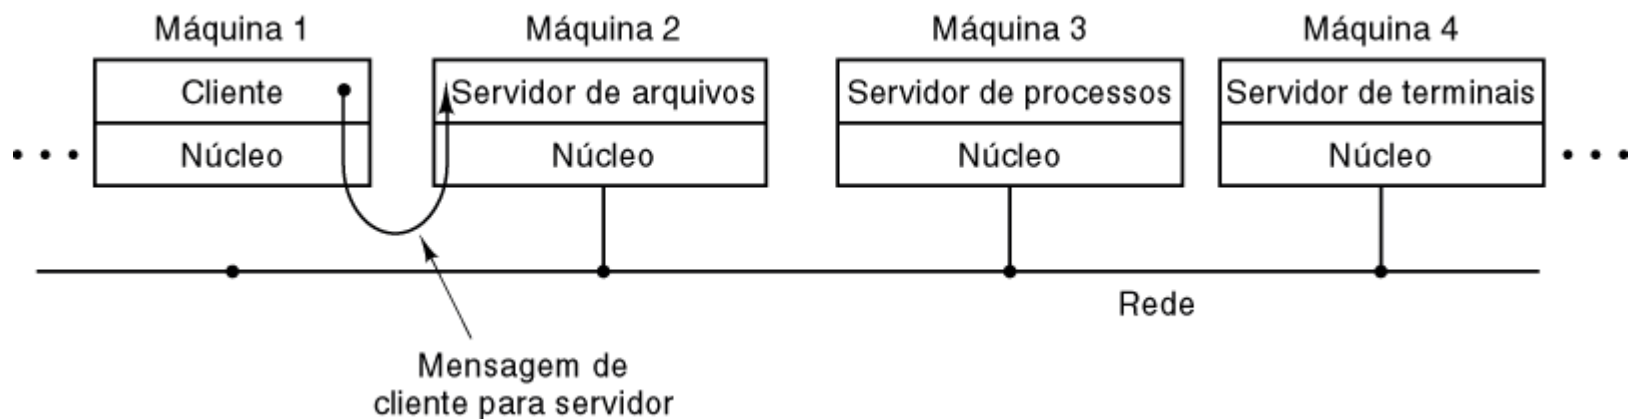 Máquina 1
Máquina 2
Máquina 3
Máquina 4
Cliente
Servidor de arquivos
Servidor de processos
Servidor de terminais
Núcleo
Núcleo
Núcleo
Núcleo
Rede
Mensagem de
cliente para servidor